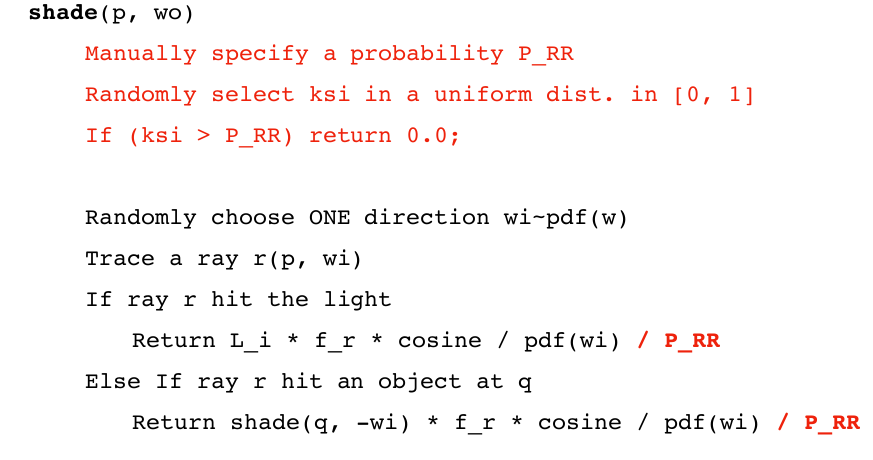 shade(p, wo)
Manually specify a probability P_RR
Randomly select ksi in a uniform dist. in [0, 1]
If (ksi > P_RR) return 0.0;
Randomly choose ONE direction wi~pdf(w)
Trace a ray r(p, wi)
If ray r hit the light
Return L_i * f_r * cosine / pdf(wi) / P_RR
Else If ray r hit an object at q
Return shade(q, -wi) * f_r * cosine / pdf(wi) / P_RR